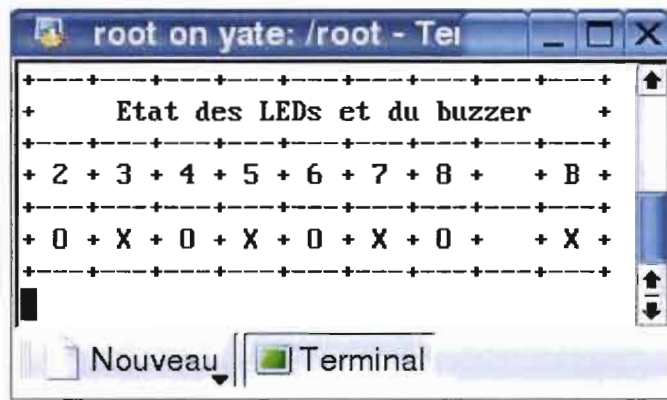 root on yate: /root - Ter
+---+---+---+---+---+---+---+---+---+
+ Etat des LEDs et du buzzer +
+---+---+---+---+---+---+---+---+---+
+ 2 + 3 + 4 + 5 + 6 + 7 + 8 + + B +
+---+---+---+---+---+---+---+---+---+
+ O + X + O + X + O + X + O + + X +
+---+---+---+---+---+---+---+---+---+
Nouveau Terminal